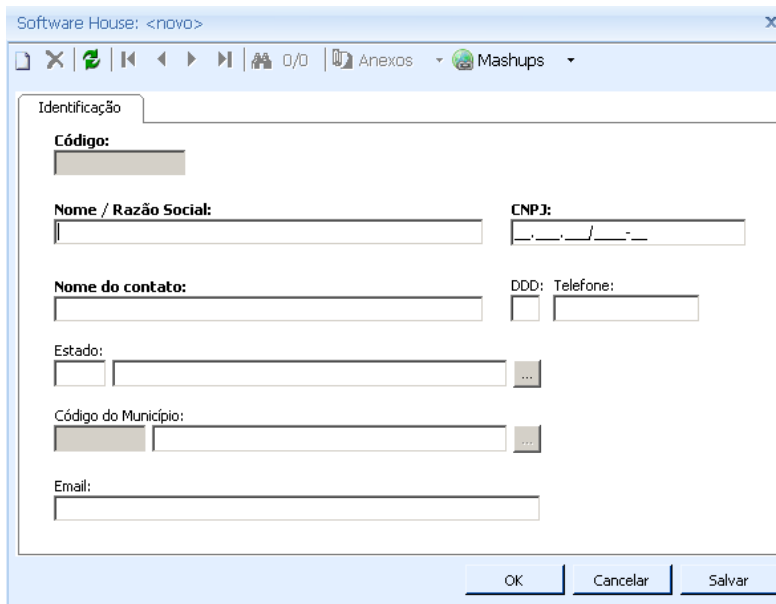 Software House: <novo>
0/0 Anexos Mashups
Identificação
Código:
Nome / Razão Social: CNPJ:
__.___.___/____-__
Nome do contato: DDD: Telefone:
Estado:
...
Código do Município:
...
Email:
OK Cancelar Salvar